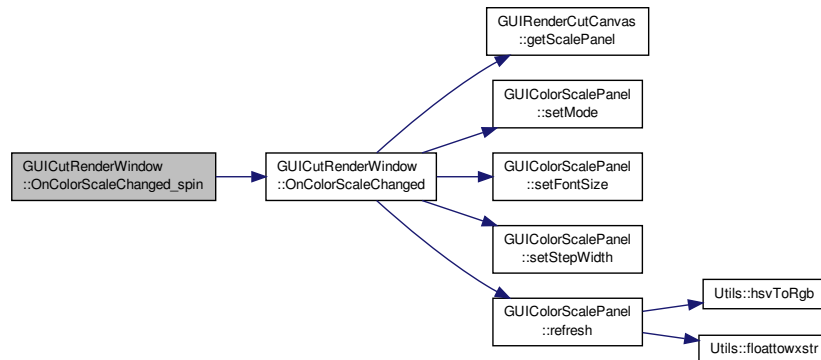 GUIRenderCutCanvas
::getScalePanel
GUIColorScalePanel
::setMode
GUICutRenderWindow
::OnColorScaleChanged_spin
GUICutRenderWindow
::OnColorScaleChanged
GUIColorScalePanel
::setFontSize
GUIColorScalePanel
::setStepWidth
GUIColorScalePanel
::refresh
Utils::hsvToRgb
Utils::floattowxstr